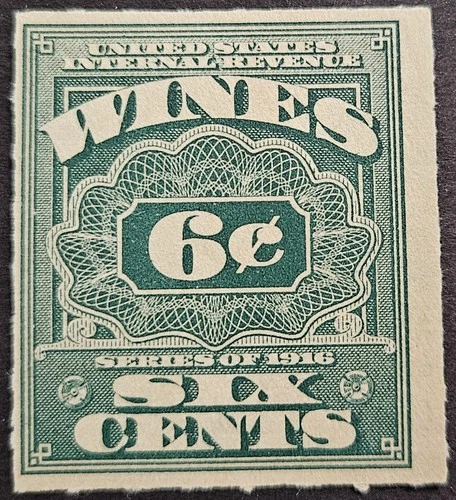 UNITED STATES
INTERNAL REVENUE
WINES
6¢
SERIES OF 1916
SIX
CENTS